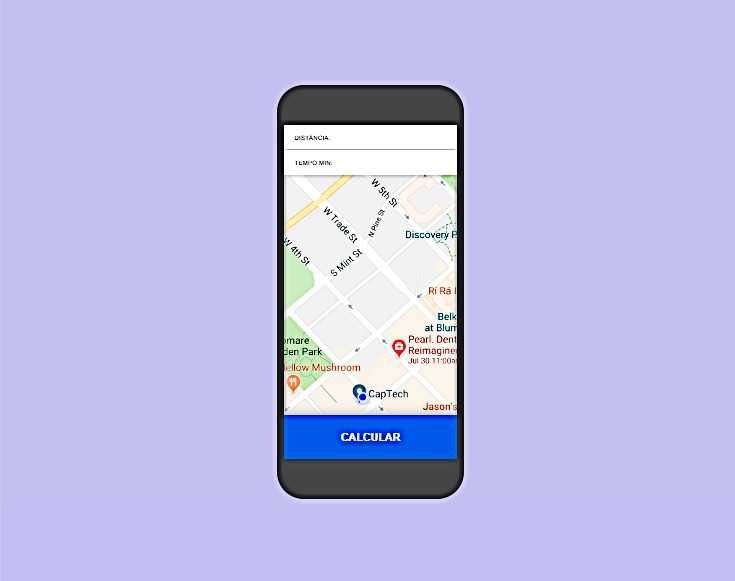 DISTÂNCIA:
TEMPO MIN:
W 5th St
N Pine St
W Trade St
Discovery P
W 4th St
S Mint St
Rí Rá I
Belk
at Blum
omare
den Park
Pearl. Dent
Reimagine
Jul 30 11:00
ellow Mushroom
CapTech
Jason's
CALCULAR